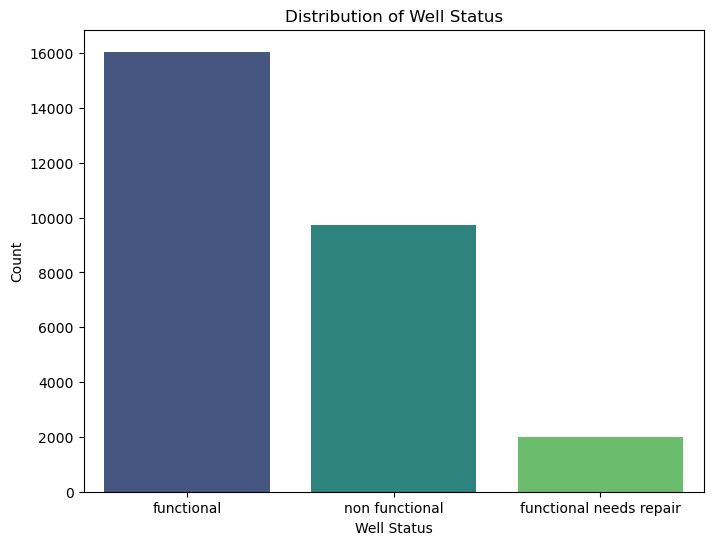 Distribution of Well Status
Count
16000
14000
12000
10000
8000
6000
4000
2000
0
functional
non functional
functional needs repair
Well Status